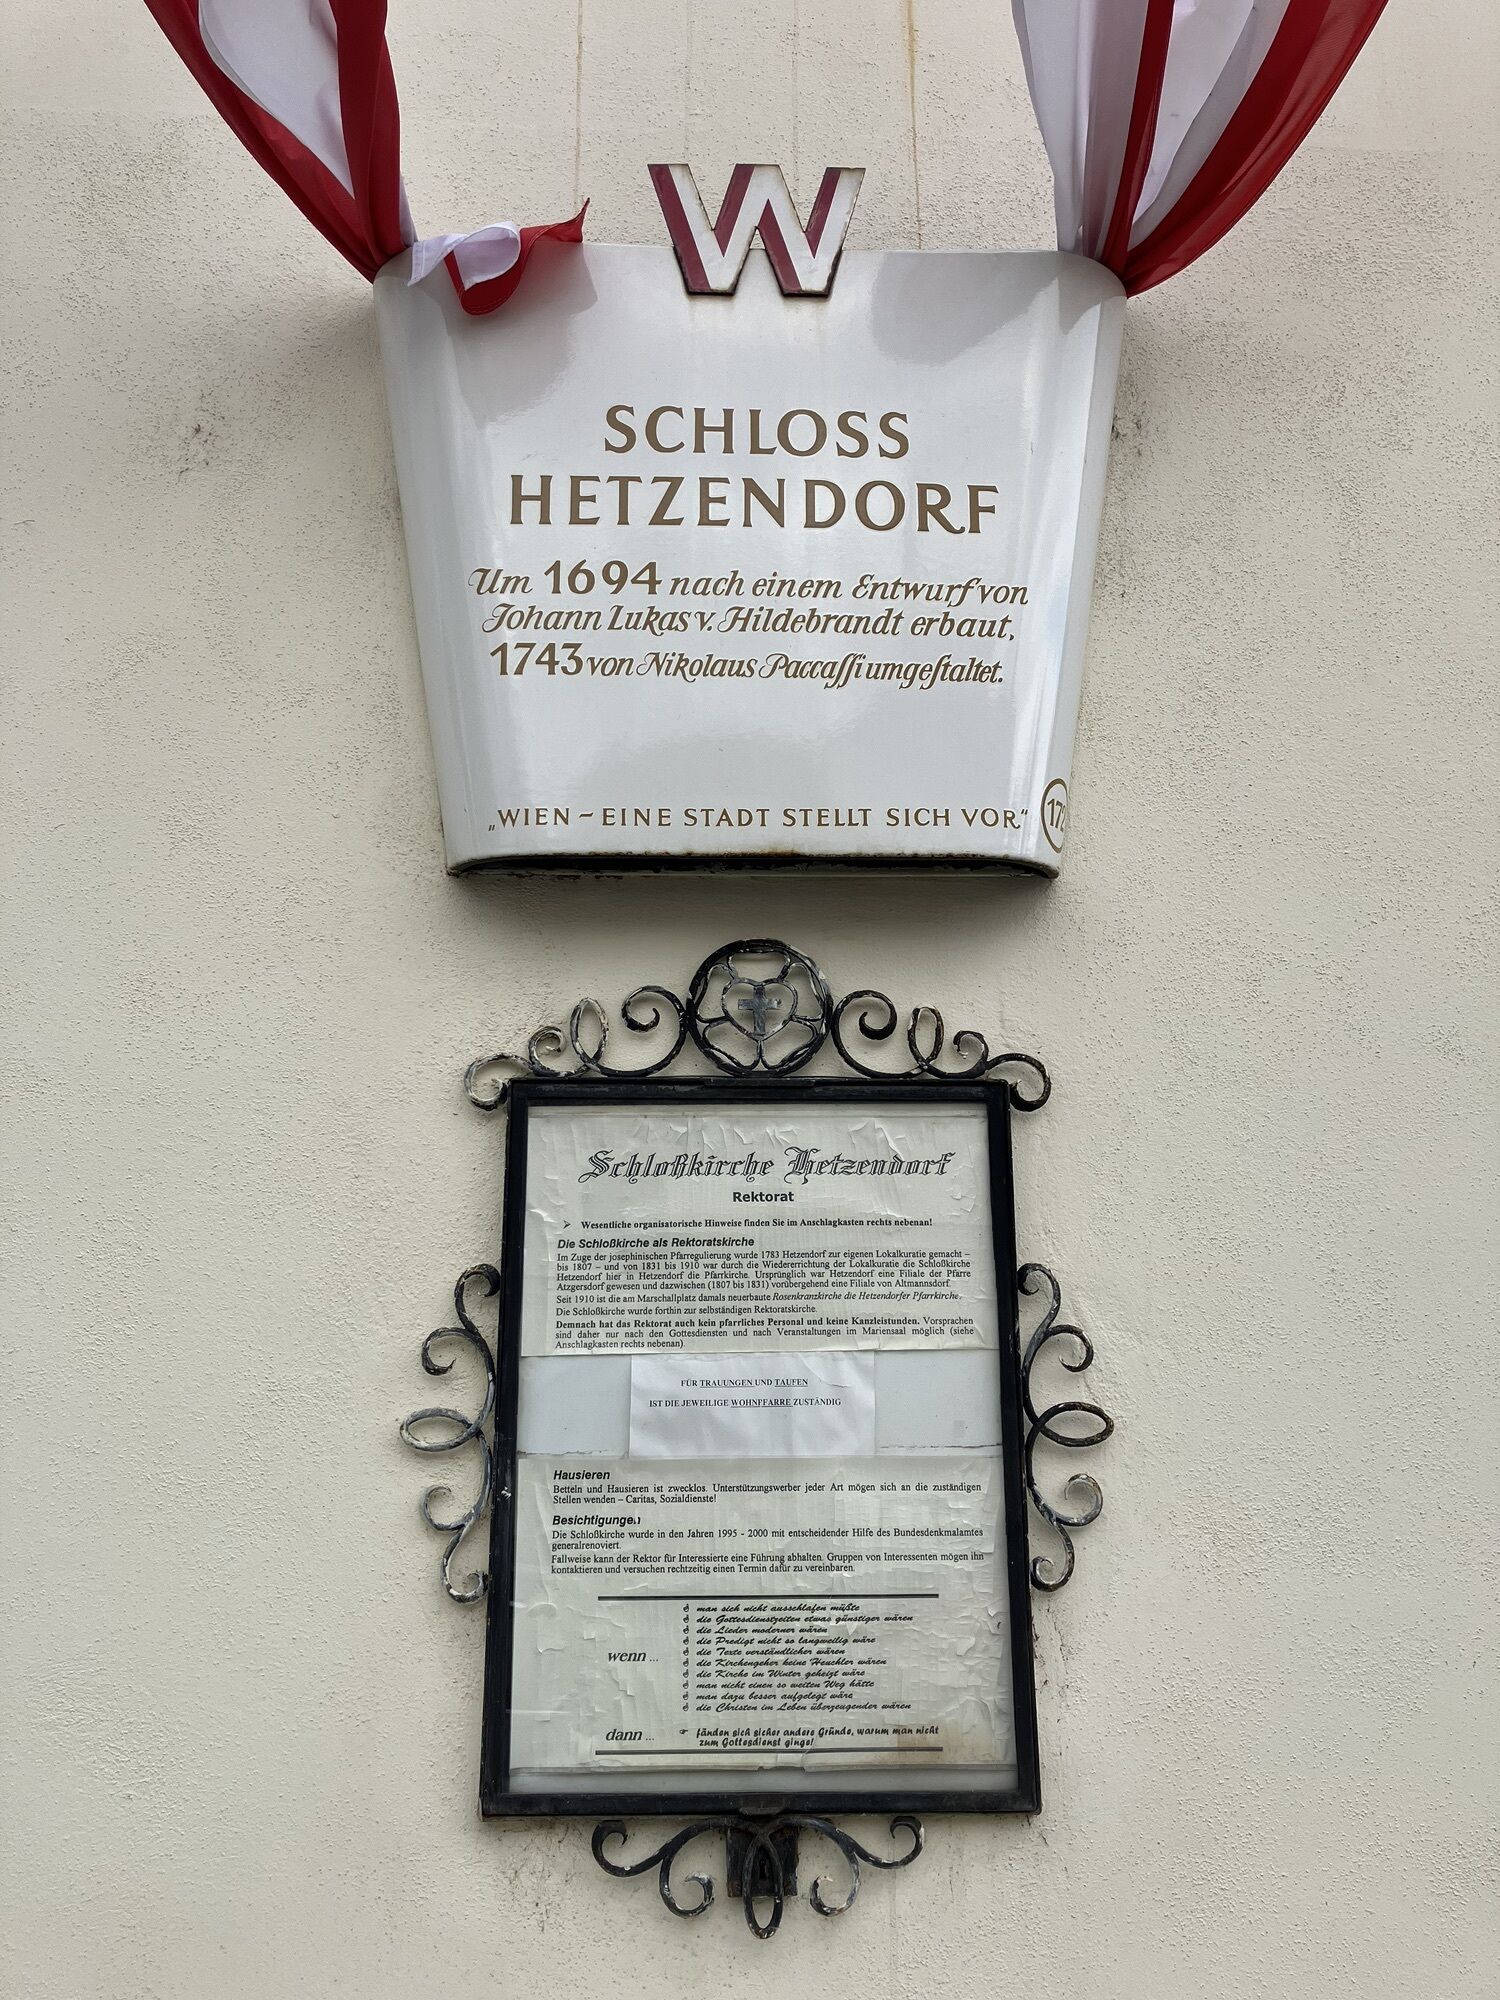 W
SCHLOSS
HETZENDORF
Um 1694 nach einem Entwurf von
Johann Lukas v. Hildebrandt erbaut,
1743 von Nikolaus Paccaſſi umgeſtaltet.
„WIEN – EINE STADT STELLT SICH VOR“
Schloßkirche Hetzendorf
Rektorat
➢ Wesentliche organisatorische Hinweise finden Sie im Anschlagkasten rechts nebenan!
Die Schloßkirche als Rektoratskirche
Im Zuge der josephinischen Pfarregulierung wurde 1783 Hetzendorf zur eigenen Lokalkuratie gemacht –
bis 1807 – und von 1831 bis 1910 war durch die Wiedererrichtung der Lokalkuratie die Schloßkirche
Hetzendorf hier in Hetzendorf die Pfarrkirche. Ursprünglich war Hetzendorf eine Filiale der Pfarre
Atzgersdorf gewesen und dazwischen (1807 bis 1831) vorübergehend eine Filiale von Altmannsdorf.
Seit 1910 ist die am Marschallplatz damals neuerbaute Rosenkranzkirche die Hetzendorfer Pfarrkirche.
Die Schloßkirche wurde forthin zur selbständigen Rektoratskirche.
Demnach hat das Rektorat auch kein pfarrliches Personal und keine Kanzleistunden. Vorsprachen
sind daher nur nach den Gottesdiensten und nach Veranstaltungen im Mariensaal möglich (siehe
Anschlagkasten rechts nebenan).
FÜR TRAUUNGEN UND TAUFEN
IST DIE JEWEILIGE WOHNPFARRE ZUSTÄNDIG
Hausieren
Betteln und Hausieren ist zwecklos. Unterstützungswerber jeder Art mögen sich an die zuständigen
Stellen wenden – Caritas, Sozialdienste!
Besichtigungen
Die Schloßkirche wurde in den Jahren 1995 - 2000 mit entscheidender Hilfe des Bundesdenkmalamtes
generalrenoviert.
Fallweise kann der Rektor für Interessierte eine Führung abhalten. Gruppen von Interessenten mögen ihn
kontaktieren und versuchen rechtzeitig einen Termin dafür zu vereinbaren.
wenn ...
man sich nicht ausschlafen müßte
die Gottesdienstzeiten etwas günstiger wären
die Lieder moderner wären
die Predigt nicht so langweilig wäre
die Texte verständlicher wären
die Kirchengeher keine Heuchler wären
die Kirche im Winter geheizt wäre
man nicht einen so weiten Weg hätte
man dazu besser aufgelegt wäre
die Christen im Leben überzeugender wären
dann ...
fänden sich sicher andere Gründe, warum man nicht
zum Gottesdienst ginge!